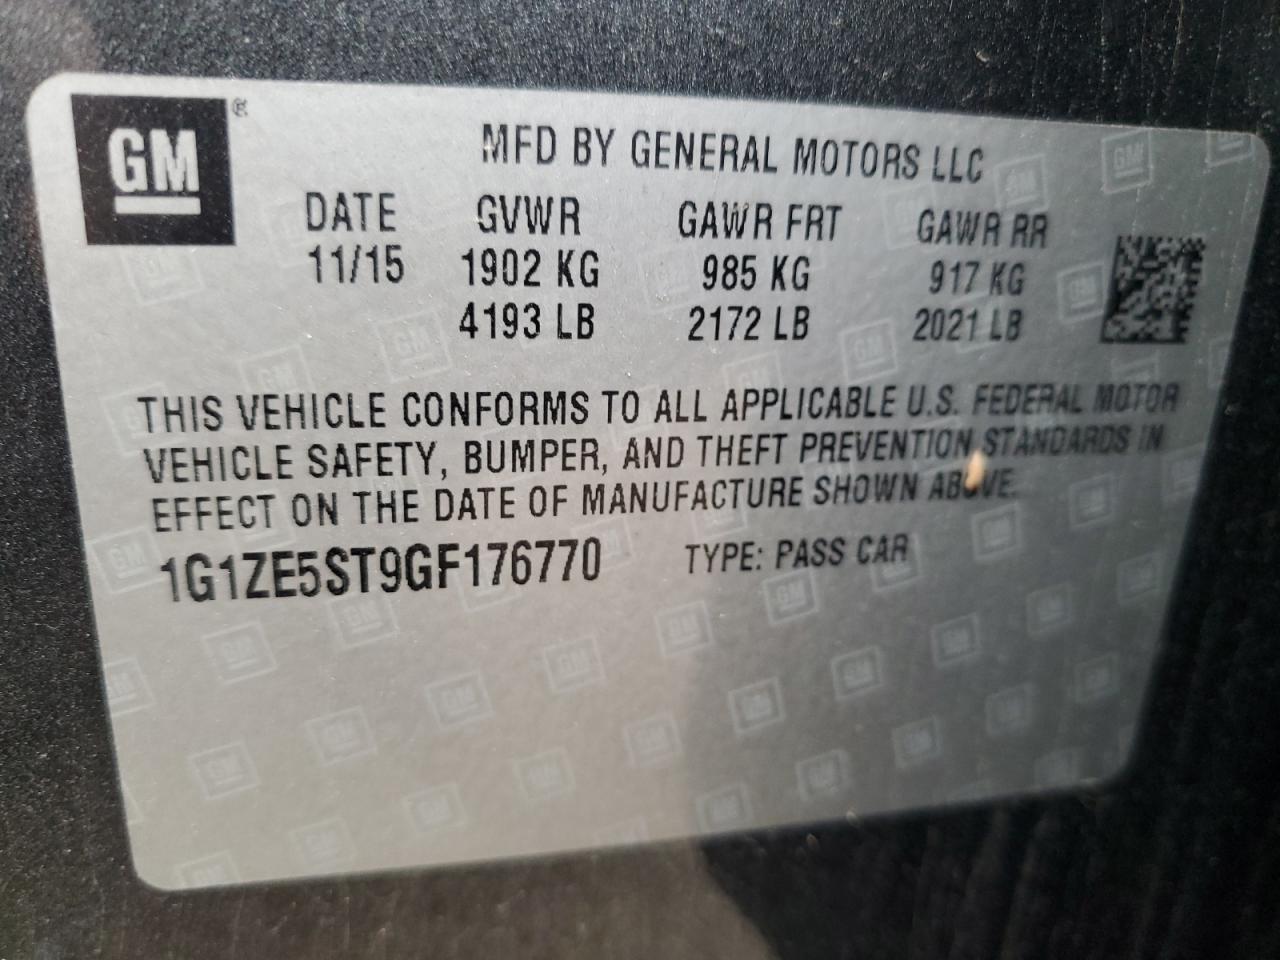 GM ®
MFD BY GENERAL MOTORS LLC
DATE GVWR GAWR FRT GAWR RR
11/15 1902 KG 985 KG 917 KG
4193 LB 2172 LB 2021 LB
THIS VEHICLE CONFORMS TO ALL APPLICABLE U.S. FEDERAL MOTOR
VEHICLE SAFETY, BUMPER, AND THEFT PREVENTION STANDARDS IN
EFFECT ON THE DATE OF MANUFACTURE SHOWN ABOVE.
1G1ZE5ST9GF176770 TYPE: PASS CAR